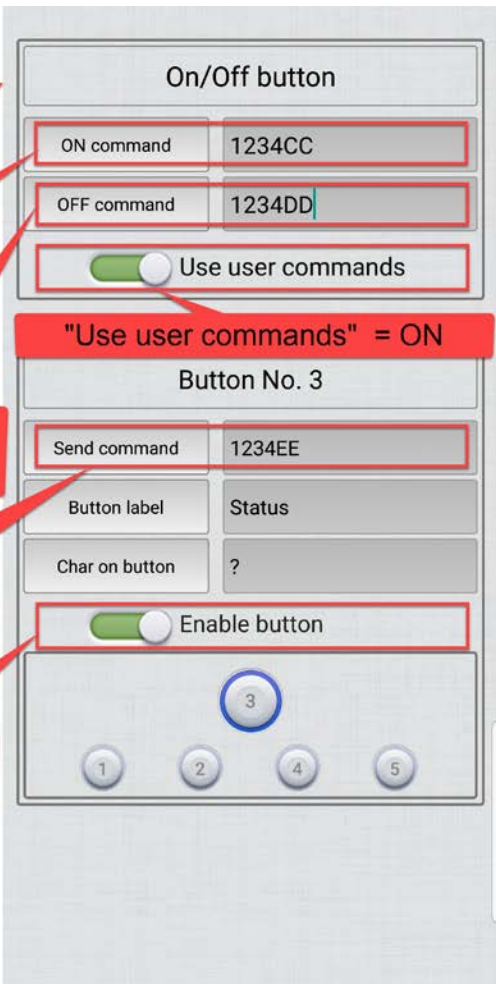 On/Off button
ON command 1234CC
OFF command 1234DD
Use user commands
"Use user commands" = ON
Button No. 3
Send command 1234EE
Button label Status
Char on button ?
Enable button
3
1 2 4 5